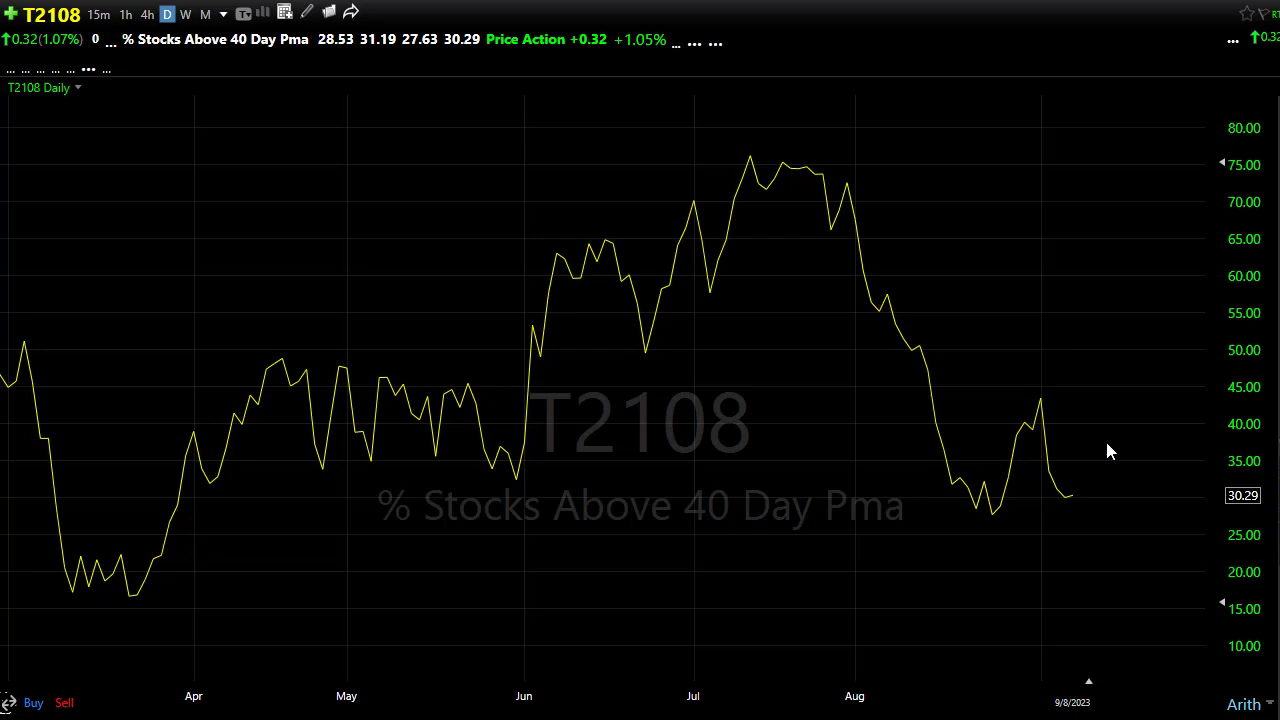 T2108 15m 1h 4h D W M T RT
0.32(1.07%) 0 ... % Stocks Above 40 Day Pma 28.53 31.19 27.63 30.29 Price Action +0.32 +1.05% ... ... ... ... 0.32
... ... ... ... ... ... ...
T2108 Daily
80.00
75.00
70.00
65.00
60.00
55.00
50.00
45.00
40.00
35.00
30.29
25.00
20.00
15.00
10.00
T2108
% Stocks Above 40 Day Pma
Apr May Jun Jul Aug 9/8/2023
Buy Sell Arith